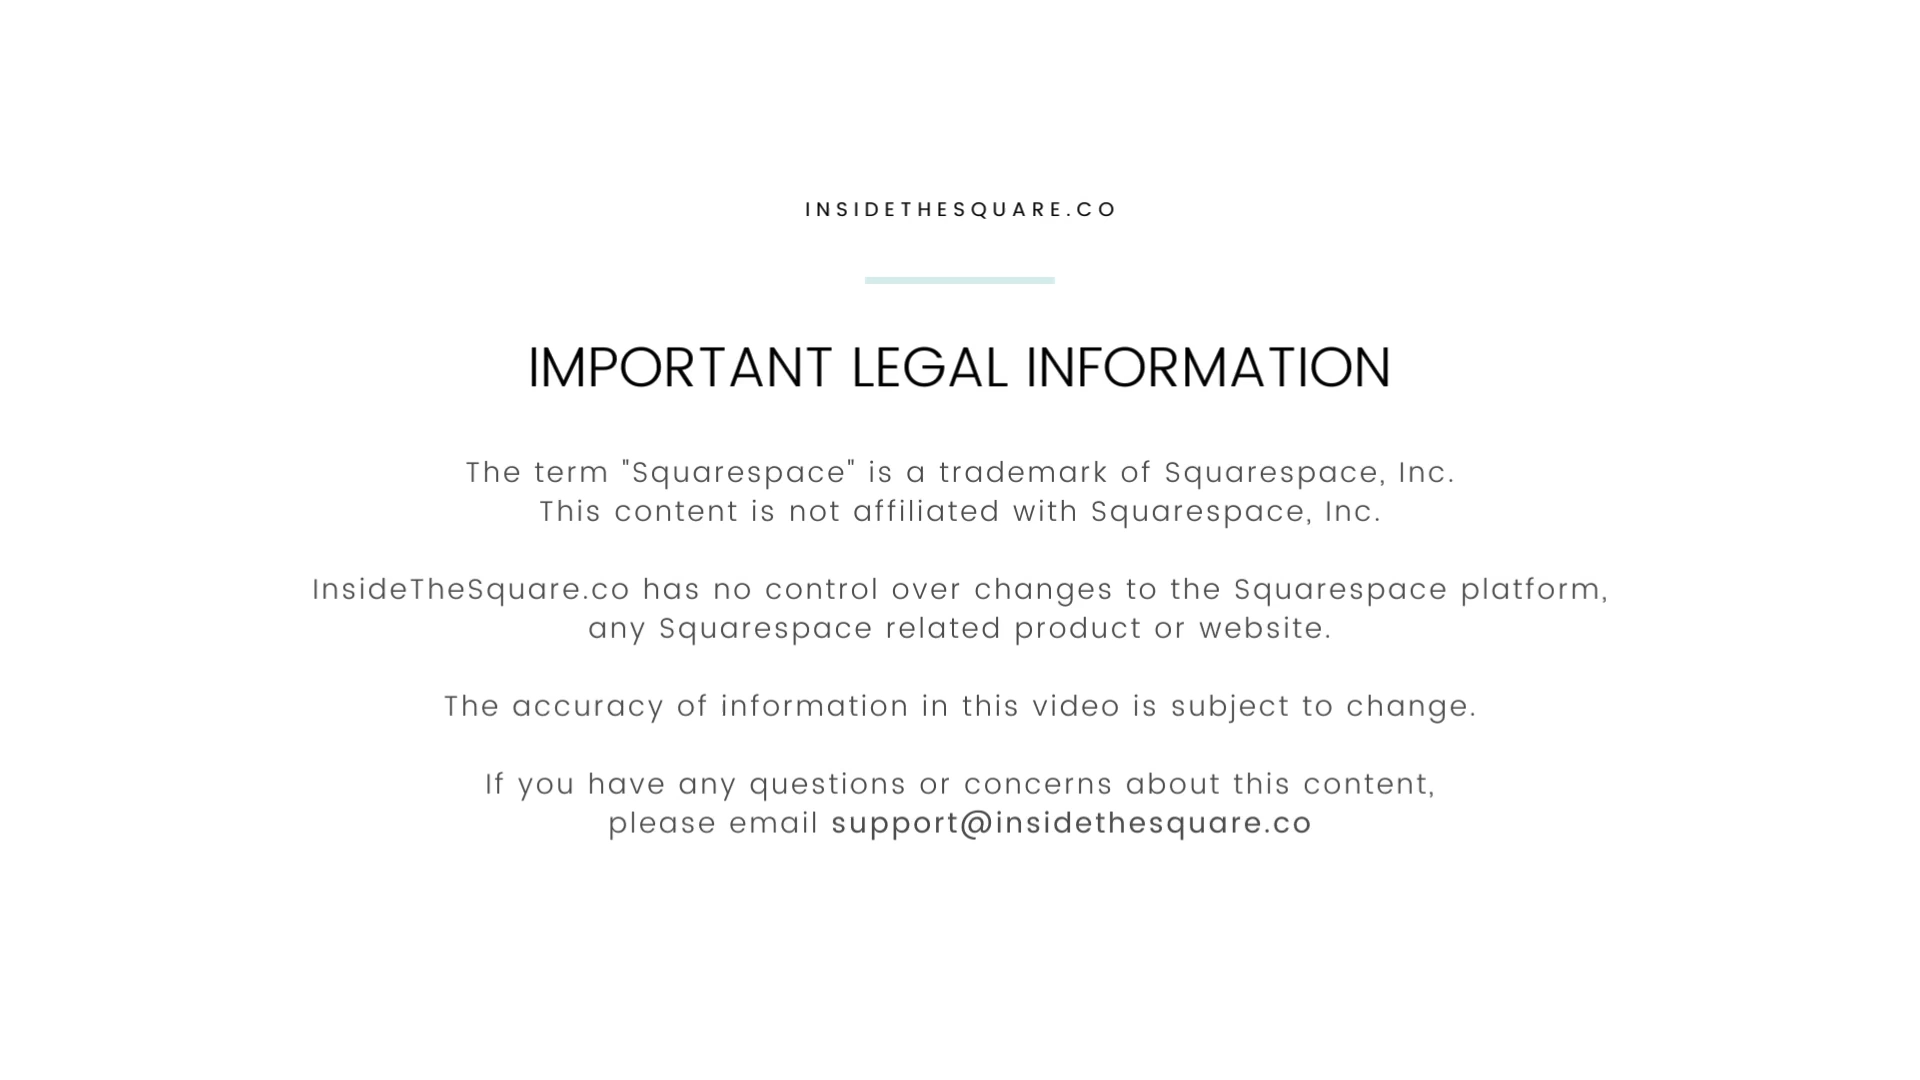 INSIDETHESQUARE.CO
IMPORTANT LEGAL INFORMATION
The term "Squarespace" is a trademark of Squarespace, Inc.
This content is not affiliated with Squarespace, Inc.
InsideTheSquare.co has no control over changes to the Squarespace platform,
any Squarespace related product or website.
The accuracy of information in this video is subject to change.
If you have any questions or concerns about this content,
please email support@insidethesquare.co